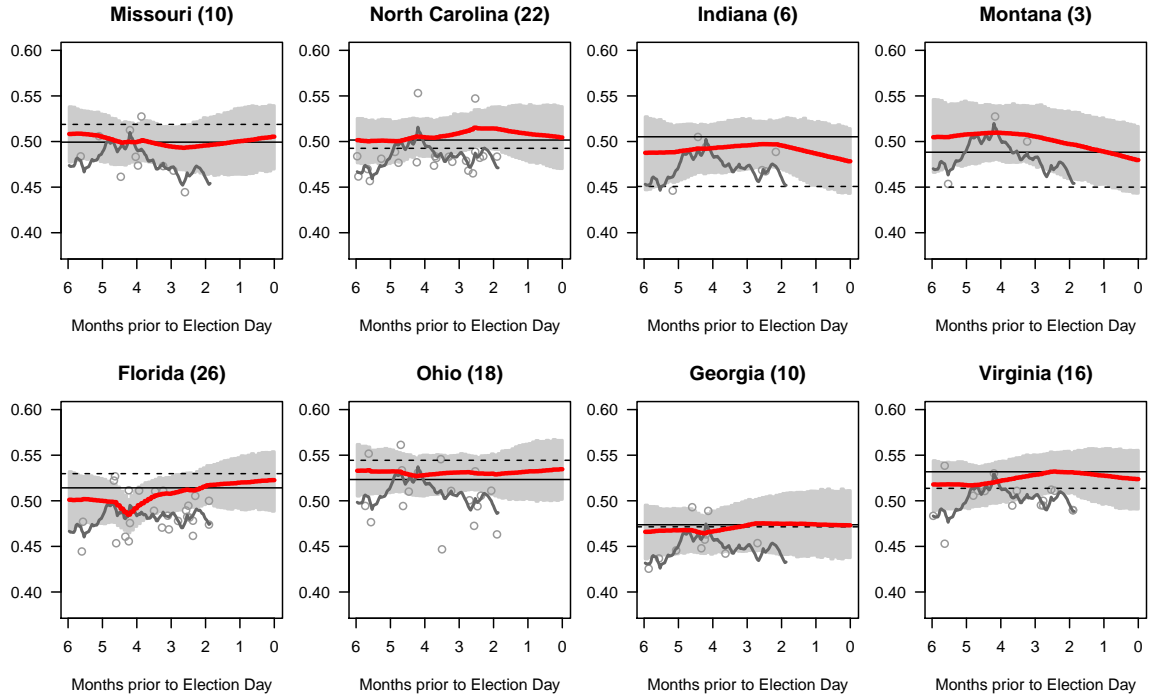 Missouri (10)
North Carolina (22)
Indiana (6)
Montana (3)
0.60
0.55
0.50
0.45
0.40
6 5 4 3 2 1 0
Months prior to Election Day
0.60
0.55
0.50
0.45
0.40
6 5 4 3 2 1 0
Months prior to Election Day
0.60
0.55
0.50
0.45
0.40
6 5 4 3 2 1 0
Months prior to Election Day
0.60
0.55
0.50
0.45
0.40
6 5 4 3 2 1 0
Months prior to Election Day
Florida (26)
Ohio (18)
Georgia (10)
Virginia (16)
0.60
0.55
0.50
0.45
0.40
6 5 4 3 2 1 0
Months prior to Election Day
0.60
0.55
0.50
0.45
0.40
6 5 4 3 2 1 0
Months prior to Election Day
0.60
0.55
0.50
0.45
0.40
6 5 4 3 2 1 0
Months prior to Election Day
0.60
0.55
0.50
0.45
0.40
6 5 4 3 2 1 0
Months prior to Election Day